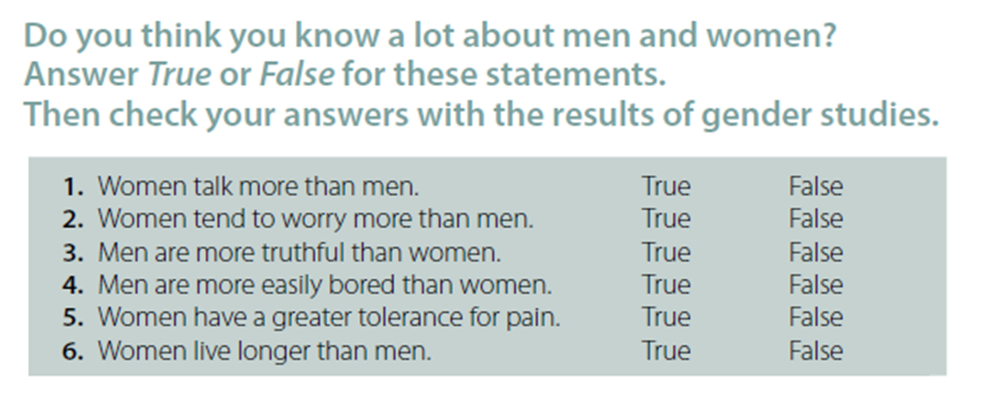 Do you think you know a lot about men and women?
Answer True or False for these statements.
Then check your answers with the results of gender studies.
1. Women talk more than men. True False
2. Women tend to worry more than men. True False
3. Men are more truthful than women. True False
4. Men are more easily bored than women. True False
5. Women have a greater tolerance for pain. True False
6. Women live longer than men. True False